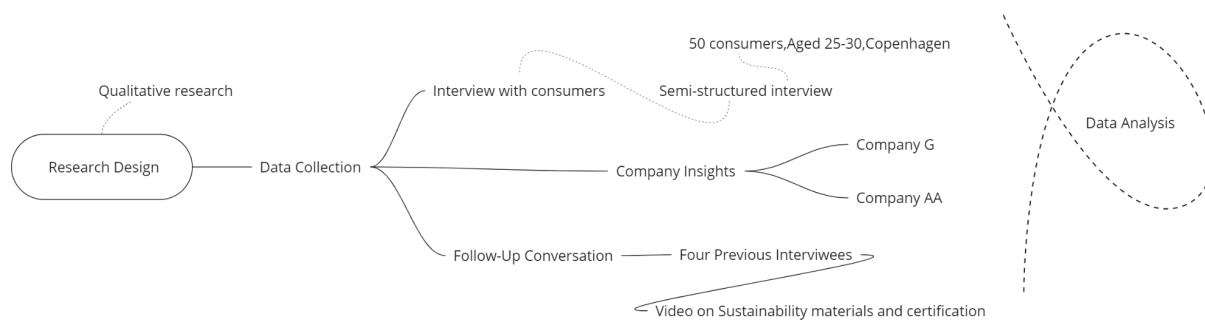 50 consumers,Aged 25-30,Copenhagen
Qualitative research
Interview with consumers
Semi-structured interview
Data Analysis
Company G
Research Design
Data Collection
Company Insights
Company AA
Follow-Up Conversation
Four Previous Interviwees
Video on Sustainability materials and certification